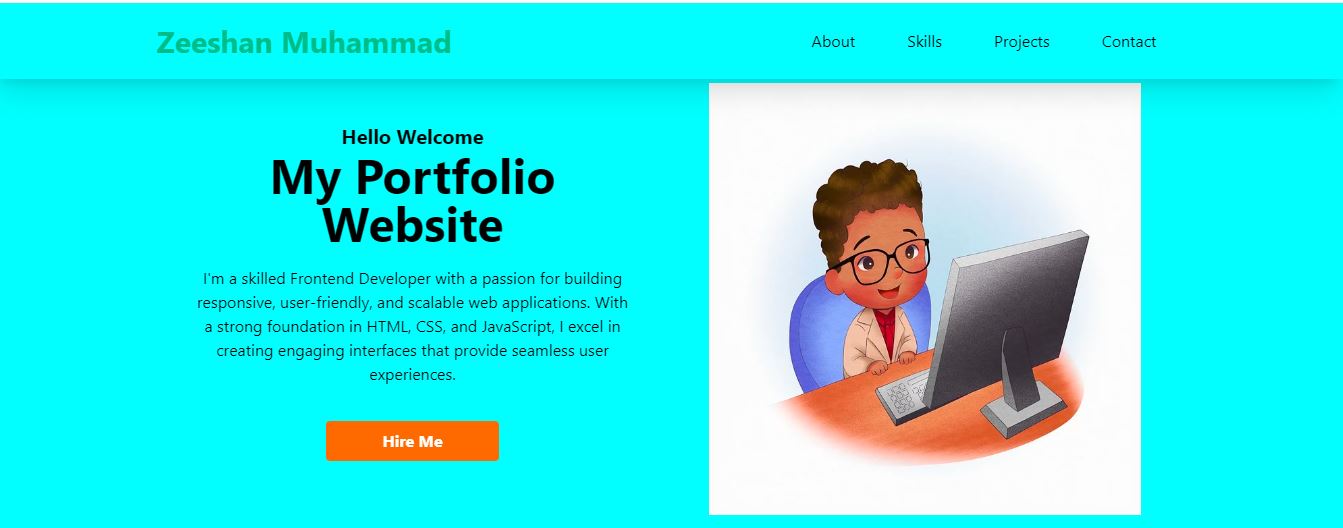 Zeeshan Muhammad
About Skills Projects Contact
Hello Welcome
My Portfolio
Website
I'm a skilled Frontend Developer with a passion for building
responsive, user-friendly, and scalable web applications. With
a strong foundation in HTML, CSS, and JavaScript, I excel in
creating engaging interfaces that provide seamless user
experiences.
Hire Me